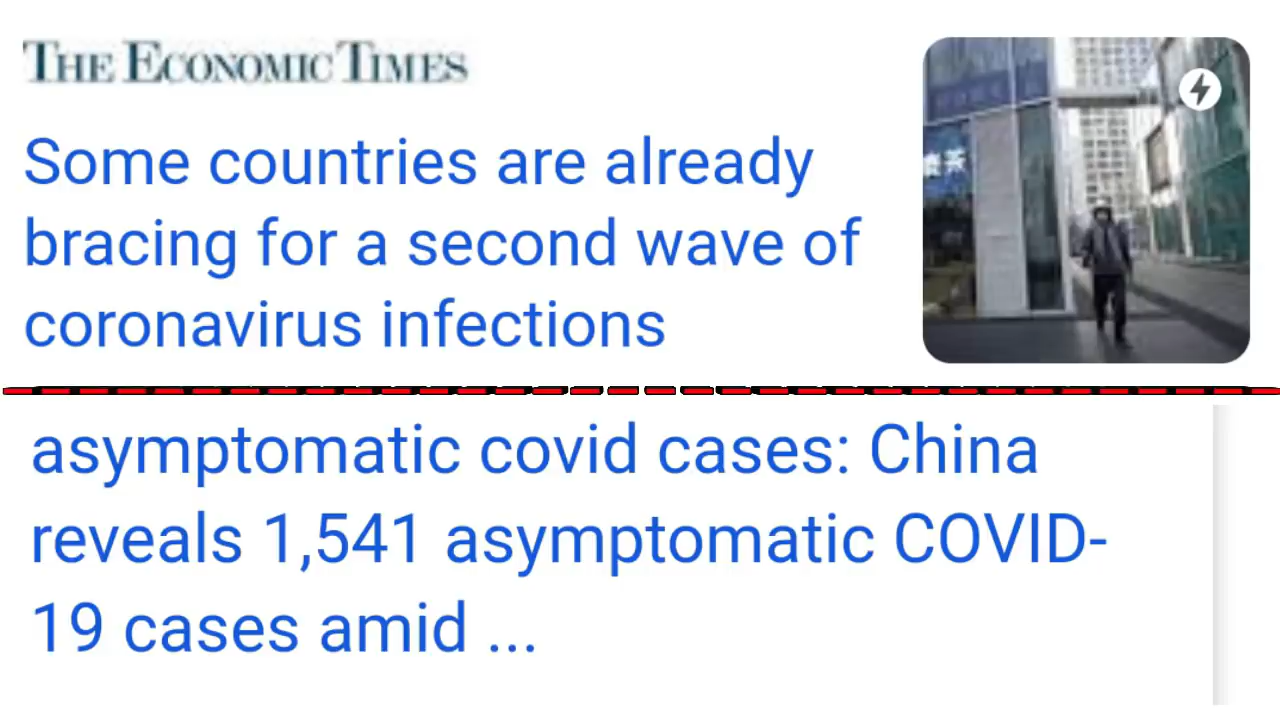 THE ECONOMIC TIMES
Some countries are already
bracing for a second wave of
coronavirus infections
asymptomatic covid cases: China
reveals 1,541 asymptomatic COVID-
19 cases amid ...